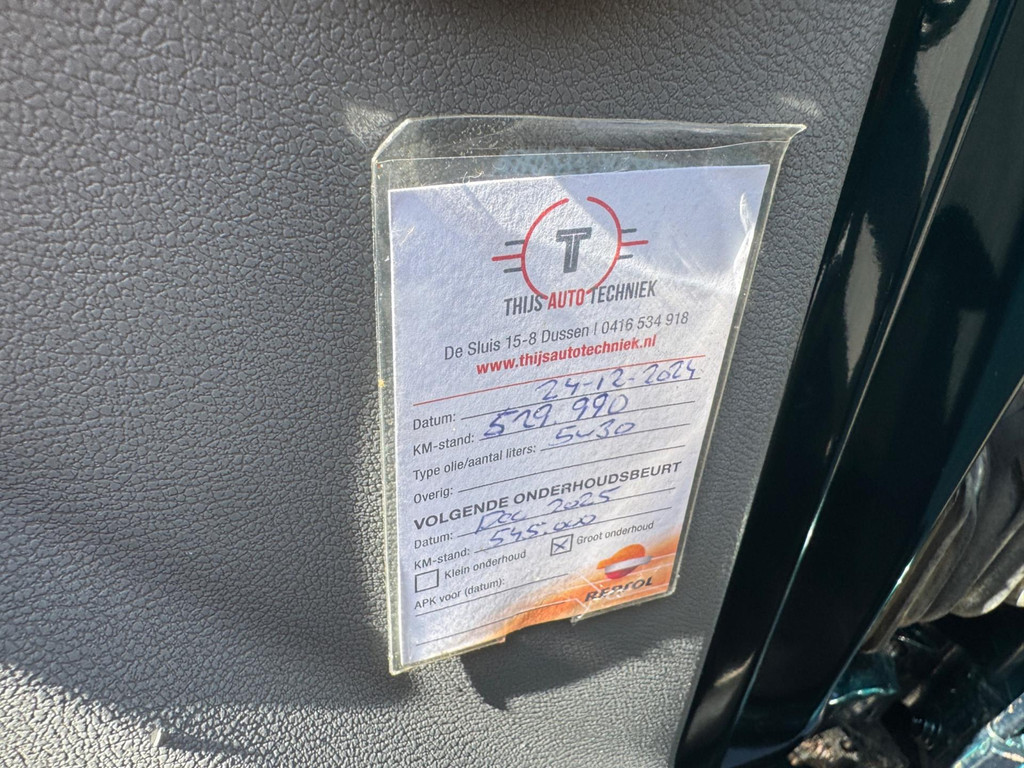 T
THIJS AUTO TECHNIEK
De Sluis 15-8 Dussen | 0416 534 918
www.thijsautotechniek.nl
Datum: 24-12-2024
KM-stand: 529.990
Type olie/aantal liters: 5w30
Overig:
VOLGENDE ONDERHOUDSBEURT
Datum: Dec 2025
KM-stand: 545.000
Klein onderhoud Groot onderhoud
APK voor (datum):
REPSOL